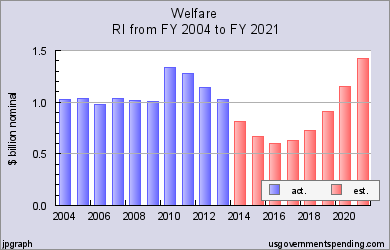 Welfare
RI from FY 2004 to FY 2021
$ billion nominal
1.5
1.0
0.5
0.0
2004 2006 2008 2010 2012 2014 2016 2018 2020
act. est.
jpgraph usgovernmentspending.com